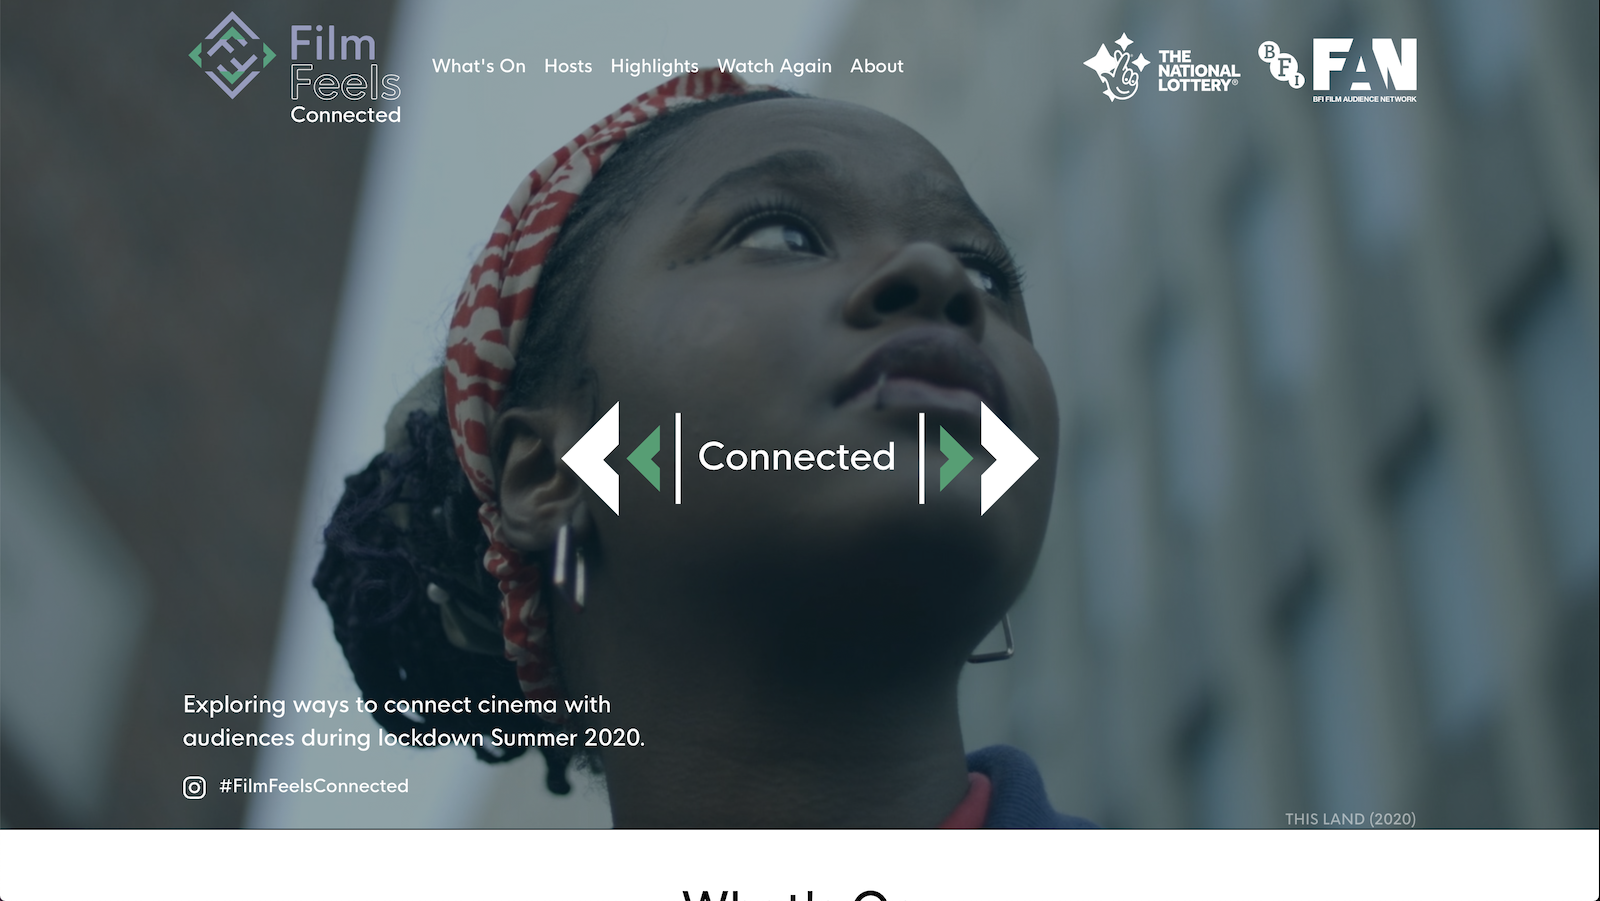 Film
Feels
Connected
What's On
Hosts
Highlights
Watch Again
About
THE
NATIONAL
LOTTERY®
BFI
FAN
BFI FILM AUDIENCE NETWORK
Connected
Exploring ways to connect cinema with
audiences during lockdown Summer 2020.
#FilmFeelsConnected
THIS LAND (2020)